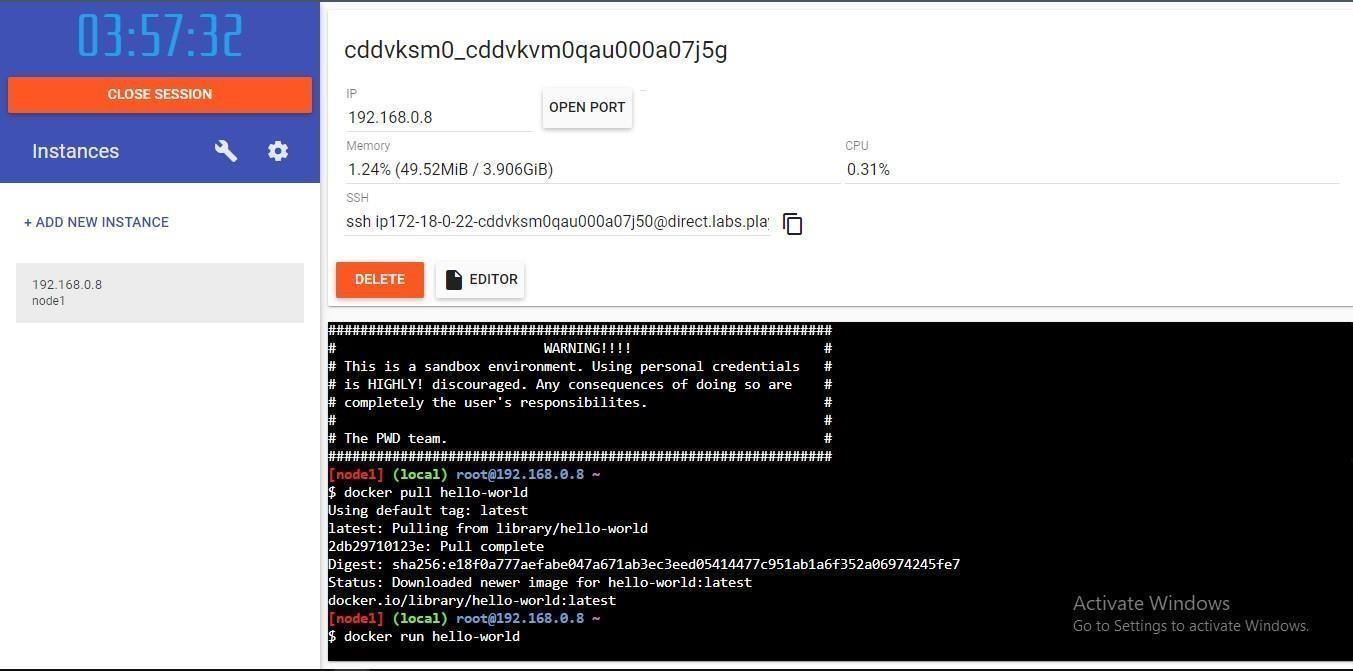 03:57:32
CLOSE SESSION
Instances
+ ADD NEW INSTANCE
192.168.0.8
node1
cddvksm0_cddvkvm0qau000a07j5g
IP
192.168.0.8
OPEN PORT
Memory
1.24% (49.52MiB / 3.906GiB)
CPU
0.31%
SSH
ssh ip172-18-0-22-cddvksm0qau000a07j50@direct.labs.pla
DELETE
EDITOR
###############################################################
#                          WARNING!!!!                        #
# This is a sandbox environment. Using personal credentials   #
# is HIGHLY! discouraged. Any consequences of doing so are    #
# completely the user's responsibilites.                      #
#                                                             #
# The PWD team.                                               #
###############################################################
[node1] (local) root@192.168.0.8 ~
$ docker pull hello-world
Using default tag: latest
latest: Pulling from library/hello-world
2db29710123e: Pull complete
Digest: sha256:e18f0a777aefabe047a671ab3ec3eed05414477c951ab1a6f352a06974245fe7
Status: Downloaded newer image for hello-world:latest
docker.io/library/hello-world:latest
[node1] (local) root@192.168.0.8 ~
$ docker run hello-world
Activate Windows
Go to Settings to activate Windows.